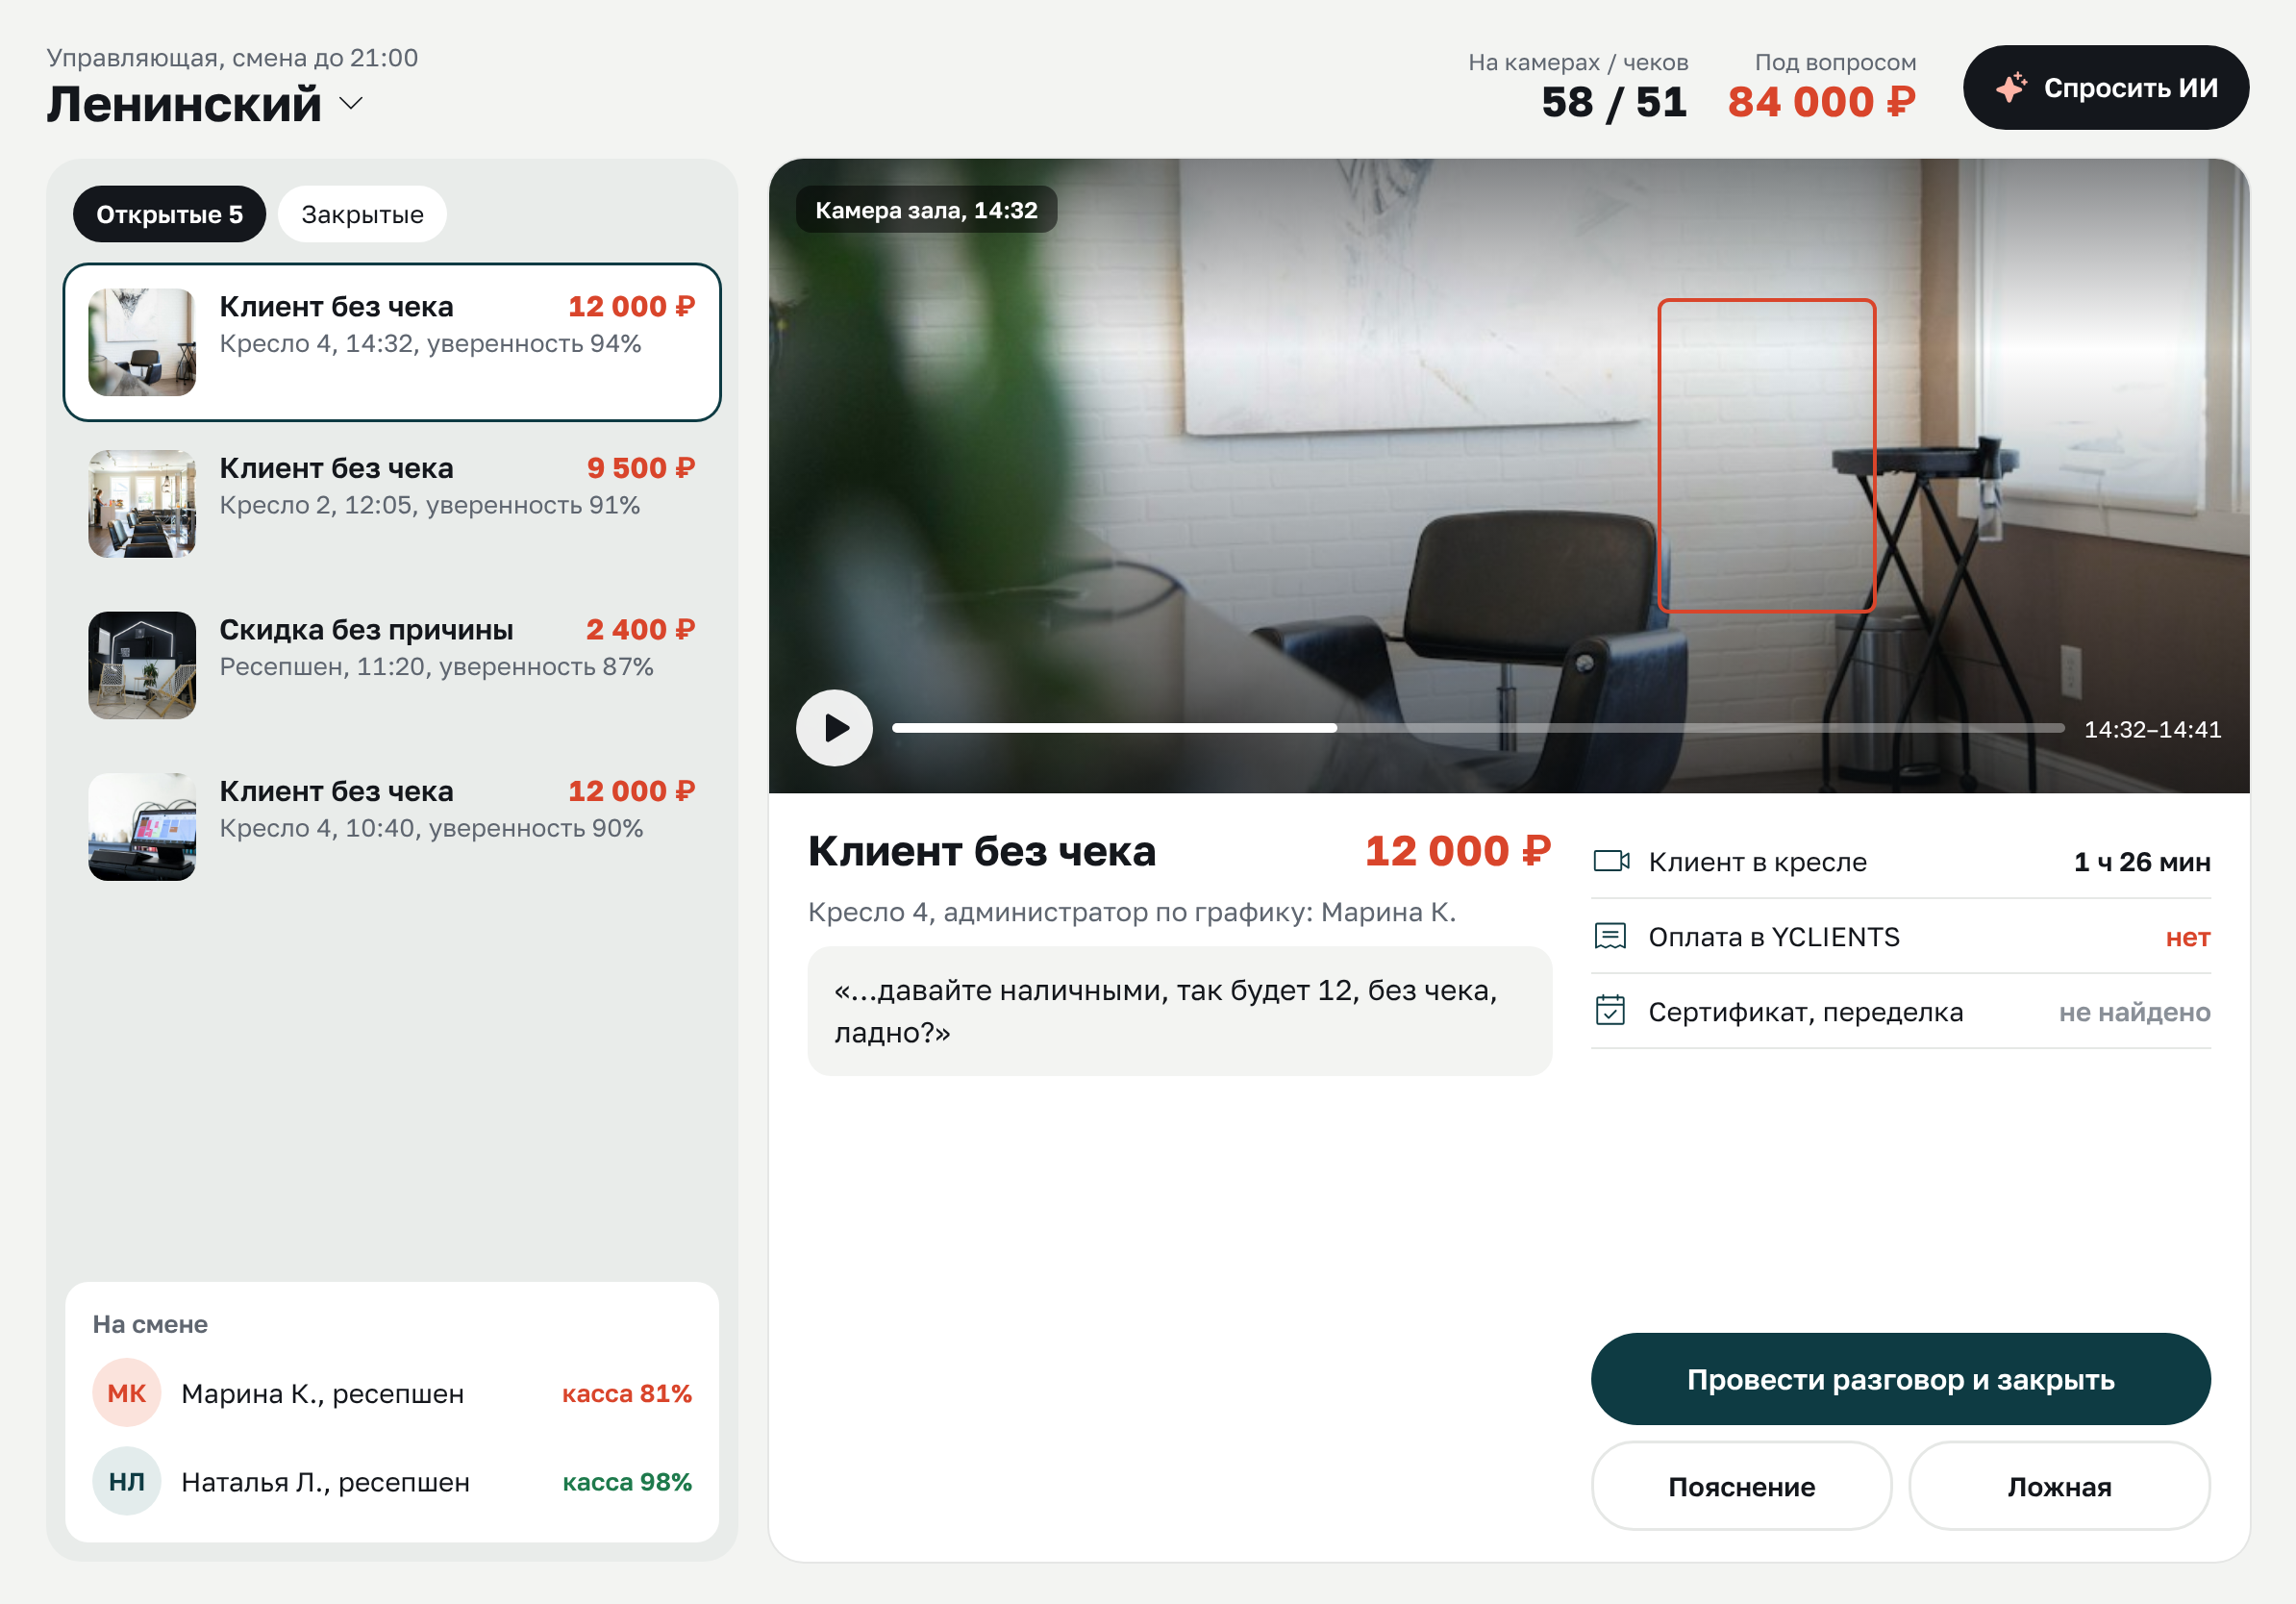 Управляющая, смена до 21:00
Ленинский
На камерах / чеков
58 / 51
Под вопросом
84 000 ₽
Спросить ИИ
Открытые 5
Закрытые
Клиент без чека
12 000 ₽
Кресло 4, 14:32, уверенность 94%
Клиент без чека
9 500 ₽
Кресло 2, 12:05, уверенность 91%
Скидка без причины
2 400 ₽
Ресепшен, 11:20, уверенность 87%
Клиент без чека
12 000 ₽
Кресло 4, 10:40, уверенность 90%
На смене
МК
Марина К., ресепшен
касса 81%
НЛ
Наталья Л., ресепшен
касса 98%
Камера зала, 14:32
14:32–14:41
Клиент без чека
12 000 ₽
Кресло 4, администратор по графику: Марина К.
«…давайте наличными, так будет 12, без чека,
ладно?»
Клиент в кресле
1 ч 26 мин
Оплата в YCLIENTS
нет
Сертификат, переделка
не найдено
Провести разговор и закрыть
Пояснение
Ложная